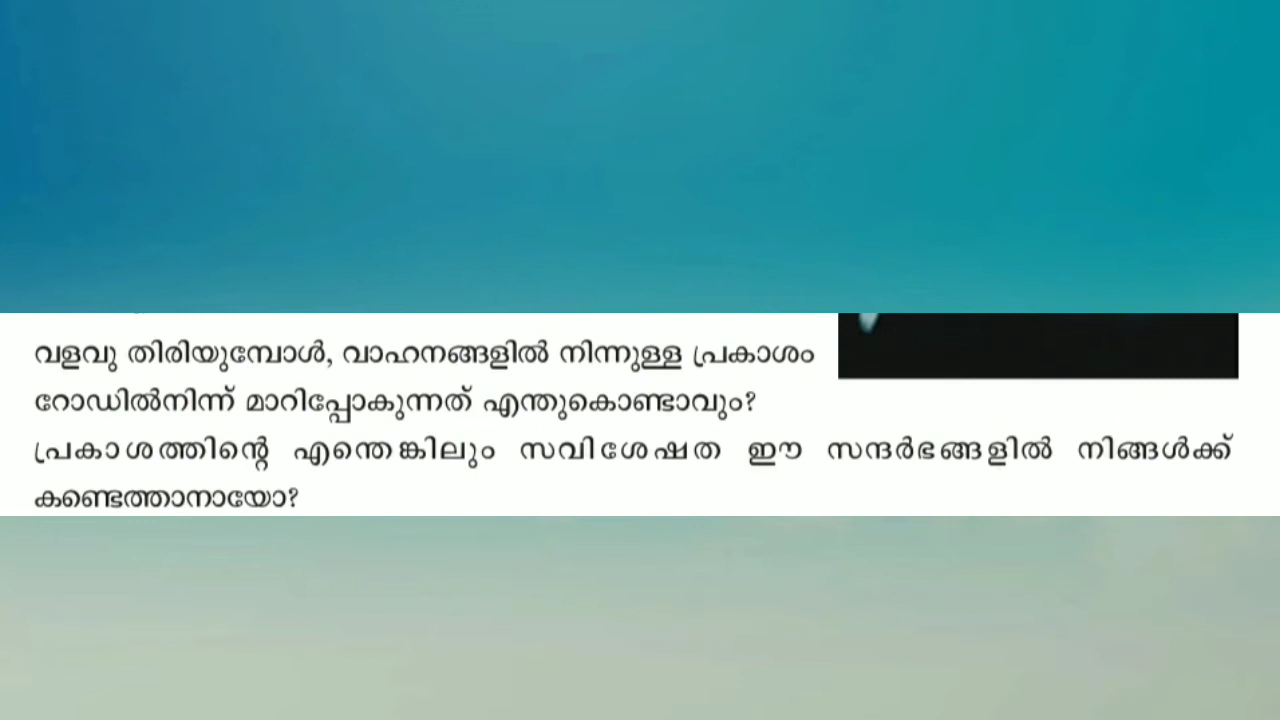 വളവു തിരിയുമ്പോൾ, വാഹനങ്ങളിൽ നിന്നുള്ള പ്രകാശം
റോഡിൽനിന്ന് മാറിപ്പോകുന്നത് എന്തുകൊണ്ടാവും?
പ്രകാശത്തിന്റെ എന്തെങ്കിലും സവിശേഷത ഈ സന്ദർഭങ്ങളിൽ നിങ്ങൾക്ക്
കണ്ടെത്താനായോ?